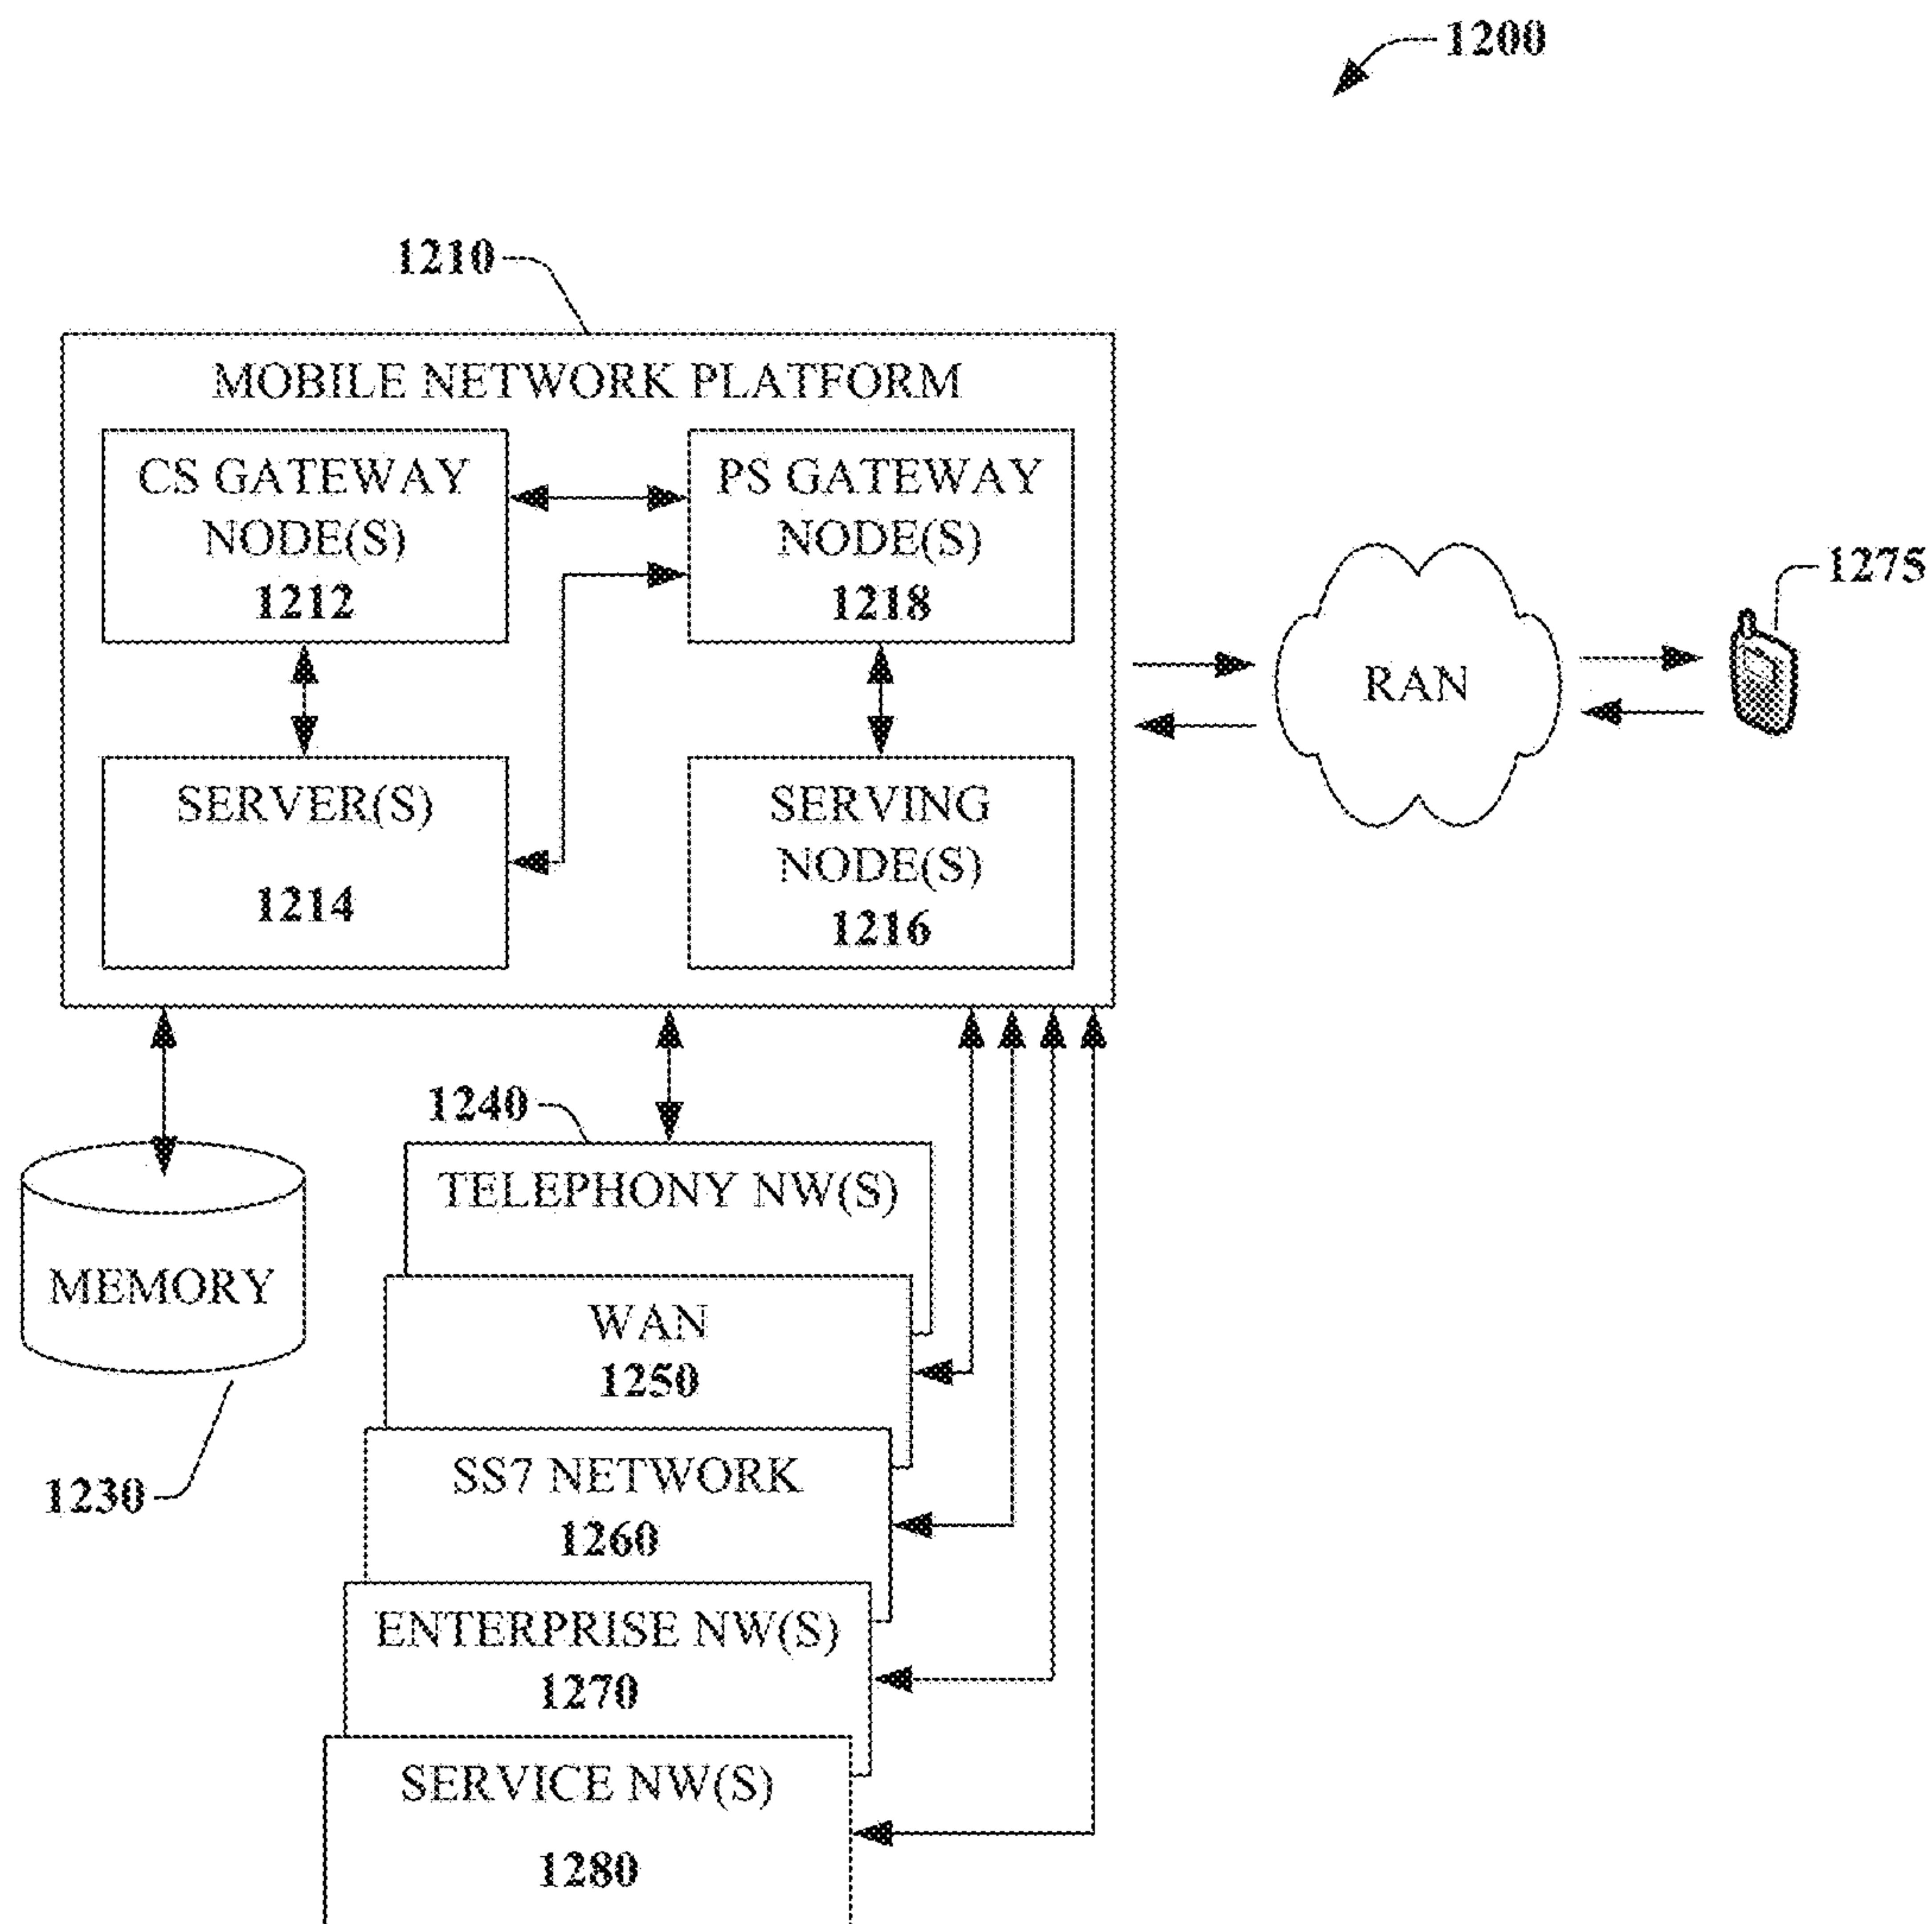 1200
1210
MOBILE NETWORK PLATFORM
CS GATEWAY
NODE(S)
1212
PS GATEWAY
NODE(S)
1218
SERVER(S)
1214
SERVING
NODE(S)
1216
RAN
1275
1240
TELEPHONY NW(S)
MEMORY
1230
WAN
1250
SS7 NETWORK
1260
ENTERPRISE NW(S)
1270
SERVICE NW(S)
1280